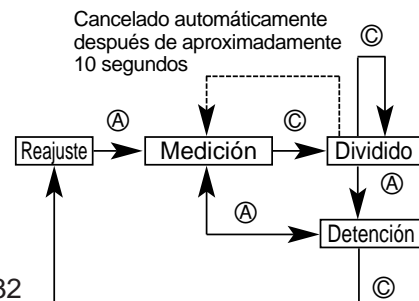 Cancelado automáticamente
después de aproximadamente
10 segundos
Ⓒ
Ⓐ
Ⓒ
Reajuste
Medición
Dividido
Ⓐ
Ⓐ
Detención
Ⓒ
32